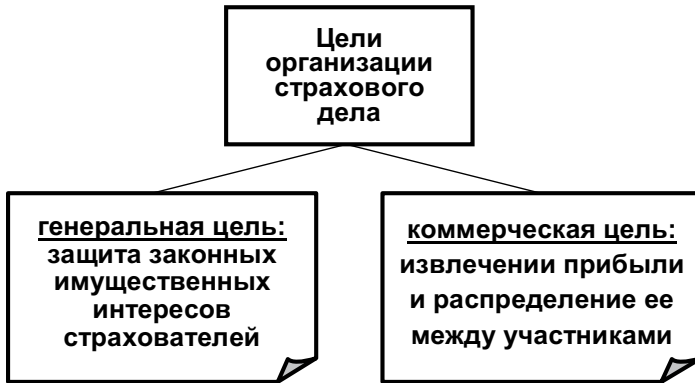 Цели
организации
страхового
дела
генеральная цель:
защита законных
имущественных
интересов
страхователей
коммерческая цель:
извлечении прибыли
и распределение ее
между участниками